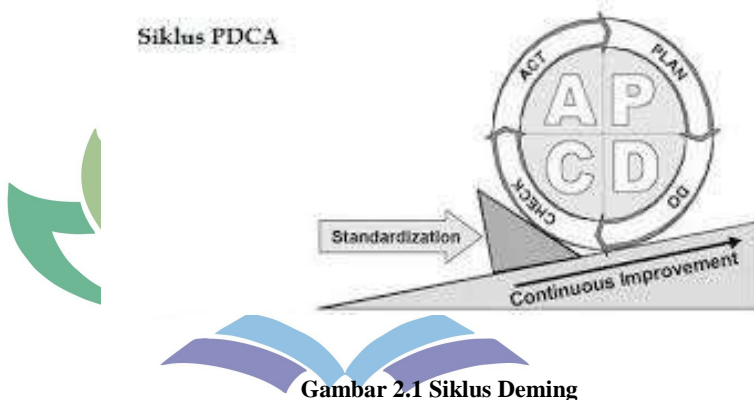 Siklus PDCA
ACT
PLAN
A P
C D
CHECK
DO
Standardization
Continuous Improvement
Gambar 2.1 Siklus Deming